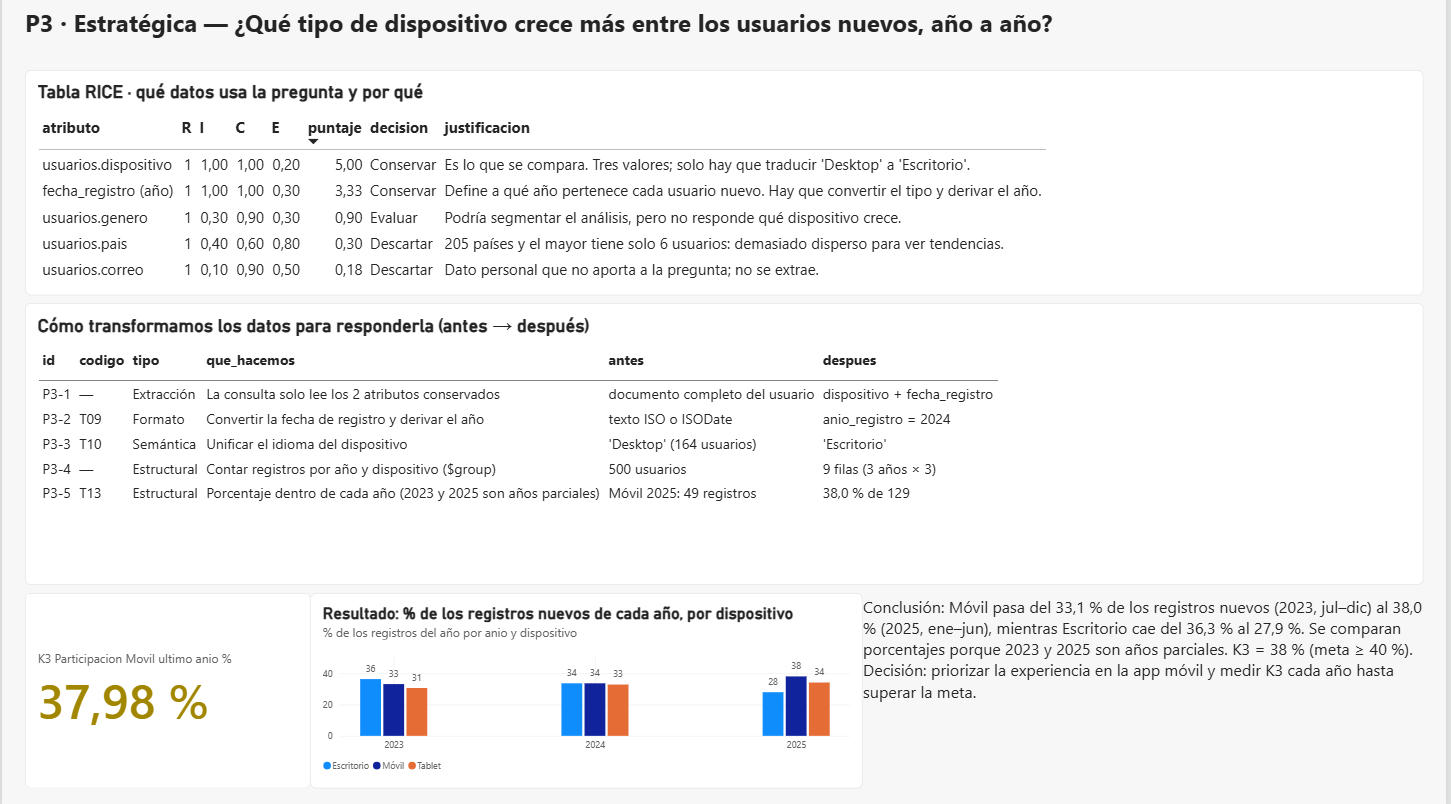 P3 · Estratégica — ¿Qué tipo de dispositivo crece más entre los usuarios nuevos, año a año?
Tabla RICE · qué datos usa la pregunta y por qué
atributo R I C E puntaje decision justificacion
usuarios.dispositivo 1 1,00 1,00 0,20 5,00 Conservar Es lo que se compara. Tres valores; solo hay que traducir 'Desktop' a 'Escritorio'.
fecha_registro (año) 1 1,00 1,00 0,30 3,33 Conservar Define a qué año pertenece cada usuario nuevo. Hay que convertir el tipo y derivar el año.
usuarios.genero 1 0,30 0,90 0,30 0,90 Evaluar Podría segmentar el análisis, pero no responde qué dispositivo crece.
usuarios.pais 1 0,40 0,60 0,80 0,30 Descartar 205 países y el mayor tiene solo 6 usuarios: demasiado disperso para ver tendencias.
usuarios.correo 1 0,10 0,90 0,50 0,18 Descartar Dato personal que no aporta a la pregunta; no se extrae.
Cómo transformamos los datos para responderla (antes → después)
id codigo tipo que_hacemos antes despues
P3-1 — Extracción La consulta solo lee los 2 atributos conservados documento completo del usuario dispositivo + fecha_registro
P3-2 T09 Formato Convertir la fecha de registro y derivar el año texto ISO o ISODate anio_registro = 2024
P3-3 T10 Semántica Unificar el idioma del dispositivo 'Desktop' (164 usuarios) 'Escritorio'
P3-4 — Estructural Contar registros por año y dispositivo ($group) 500 usuarios 9 filas (3 años × 3)
P3-5 T13 Estructural Porcentaje dentro de cada año (2023 y 2025 son años parciales) Móvil 2025: 49 registros 38,0 % de 129
K3 Participacion Movil ultimo anio %
37,98 %
Resultado: % de los registros nuevos de cada año, por dispositivo
% de los registros del año por anio y dispositivo
40
20
0
36 33 31
34 34 33
28 38 34
2023 2024 2025
Escritorio Móvil Tablet
Conclusión: Móvil pasa del 33,1 % de los registros nuevos (2023, jul–dic) al 38,0
% (2025, ene–jun), mientras Escritorio cae del 36,3 % al 27,9 %. Se comparan
porcentajes porque 2023 y 2025 son años parciales. K3 = 38 % (meta ≥ 40 %).
Decisión: priorizar la experiencia en la app móvil y medir K3 cada año hasta
superar la meta.